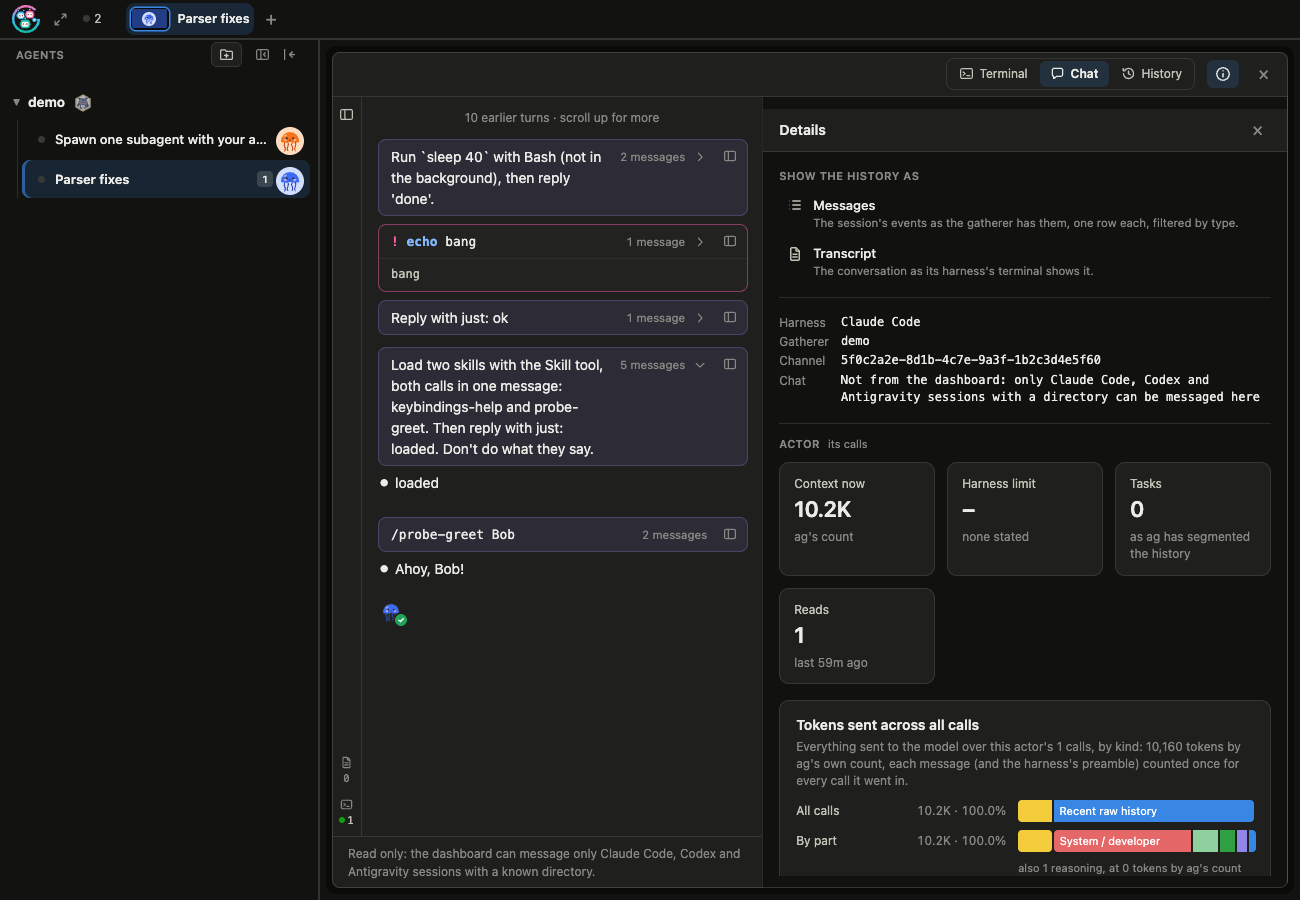 2
Parser fixes
AGENTS
Terminal
Chat
History
demo
Spawn one subagent with your a...
Parser fixes
1
10 earlier turns · scroll up for more
Run `sleep 40` with Bash (not in
the background), then reply
'done'.
2 messages
! echo bang
1 message
bang
Reply with just: ok
1 message
Load two skills with the Skill tool,
both calls in one message:
keybindings-help and probe-
greet. Then reply with just:
loaded. Don't do what they say.
5 messages
loaded
/probe-greet Bob
2 messages
Ahoy, Bob!
0
1
Read only: the dashboard can message only Claude Code, Codex and
Antigravity sessions with a known directory.
Details
SHOW THE HISTORY AS
Messages
The session's events as the gatherer has them, one row each, filtered by type.
Transcript
The conversation as its harness's terminal shows it.
Harness Claude Code
Gatherer demo
Channel 5f0c2a2e-8d1b-4c7e-9a3f-1b2c3d4e5f60
Chat Not from the dashboard: only Claude Code, Codex and
Antigravity sessions with a directory can be messaged here
ACTOR its calls
Context now
10.2K
ag's count
Harness limit
–
none stated
Tasks
0
as ag has segmented
the history
Reads
1
last 59m ago
Tokens sent across all calls
Everything sent to the model over this actor's 1 calls, by kind: 10,160 tokens by
ag's own count, each message (and the harness's preamble) counted once for
every call it went in.
All calls 10.2K · 100.0% Recent raw history
By part 10.2K · 100.0% System / developer
also 1 reasoning, at 0 tokens by ag's count